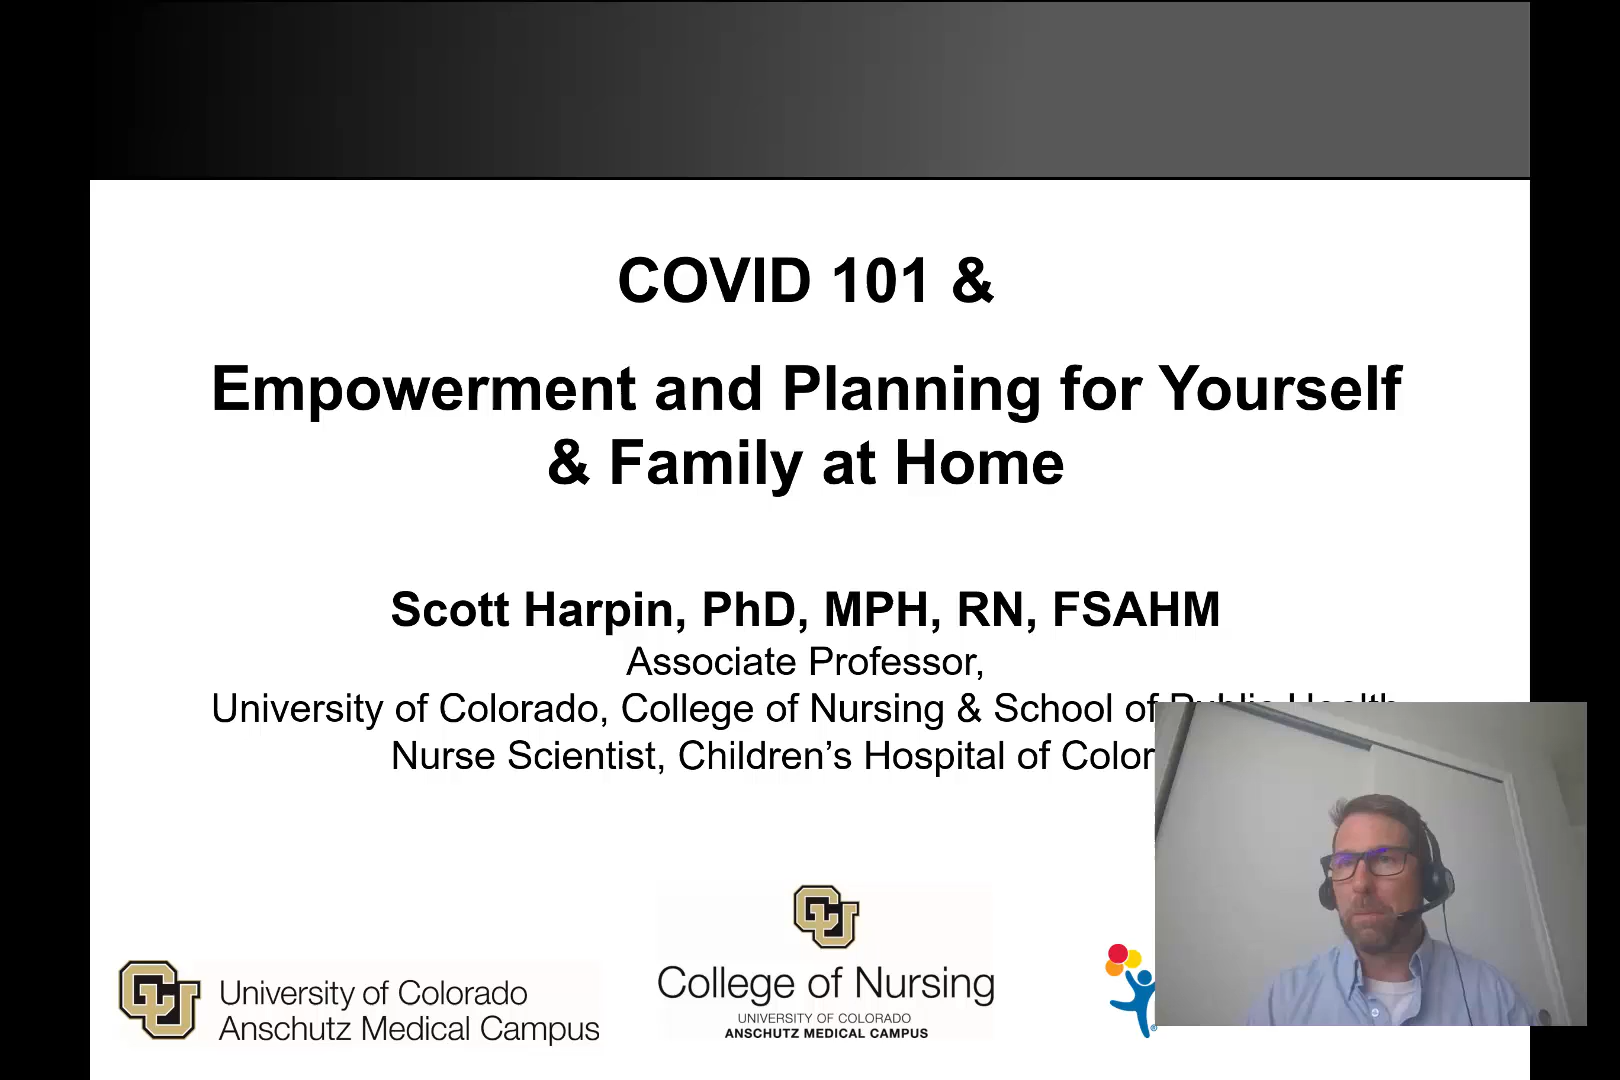 COVID 101 &
Empowerment and Planning for Yourself
& Family at Home
Scott Harpin, PhD, MPH, RN, FSAHM
Associate Professor,
University of Colorado, College of Nursing & School of Public Health
Nurse Scientist, Children’s Hospital of
CU
College of Nursing
UNIVERSITY OF COLORADO
ANSCHUTZ MEDICAL CAMPUS
CU
University of Colorado
Anschutz Medical Campus